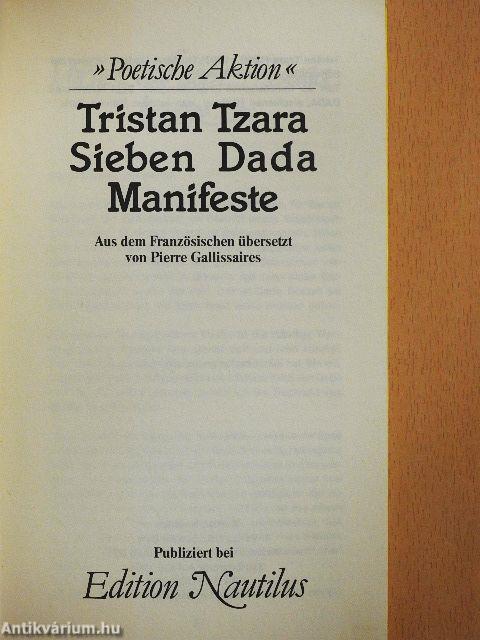 »Poetische Aktion«
Tristan Tzara
Sieben Dada
Manifeste
Aus dem Französischen übersetzt
von Pierre Gallissaires
Publiziert bei
Edition Nautilus
Antikvárium.hu